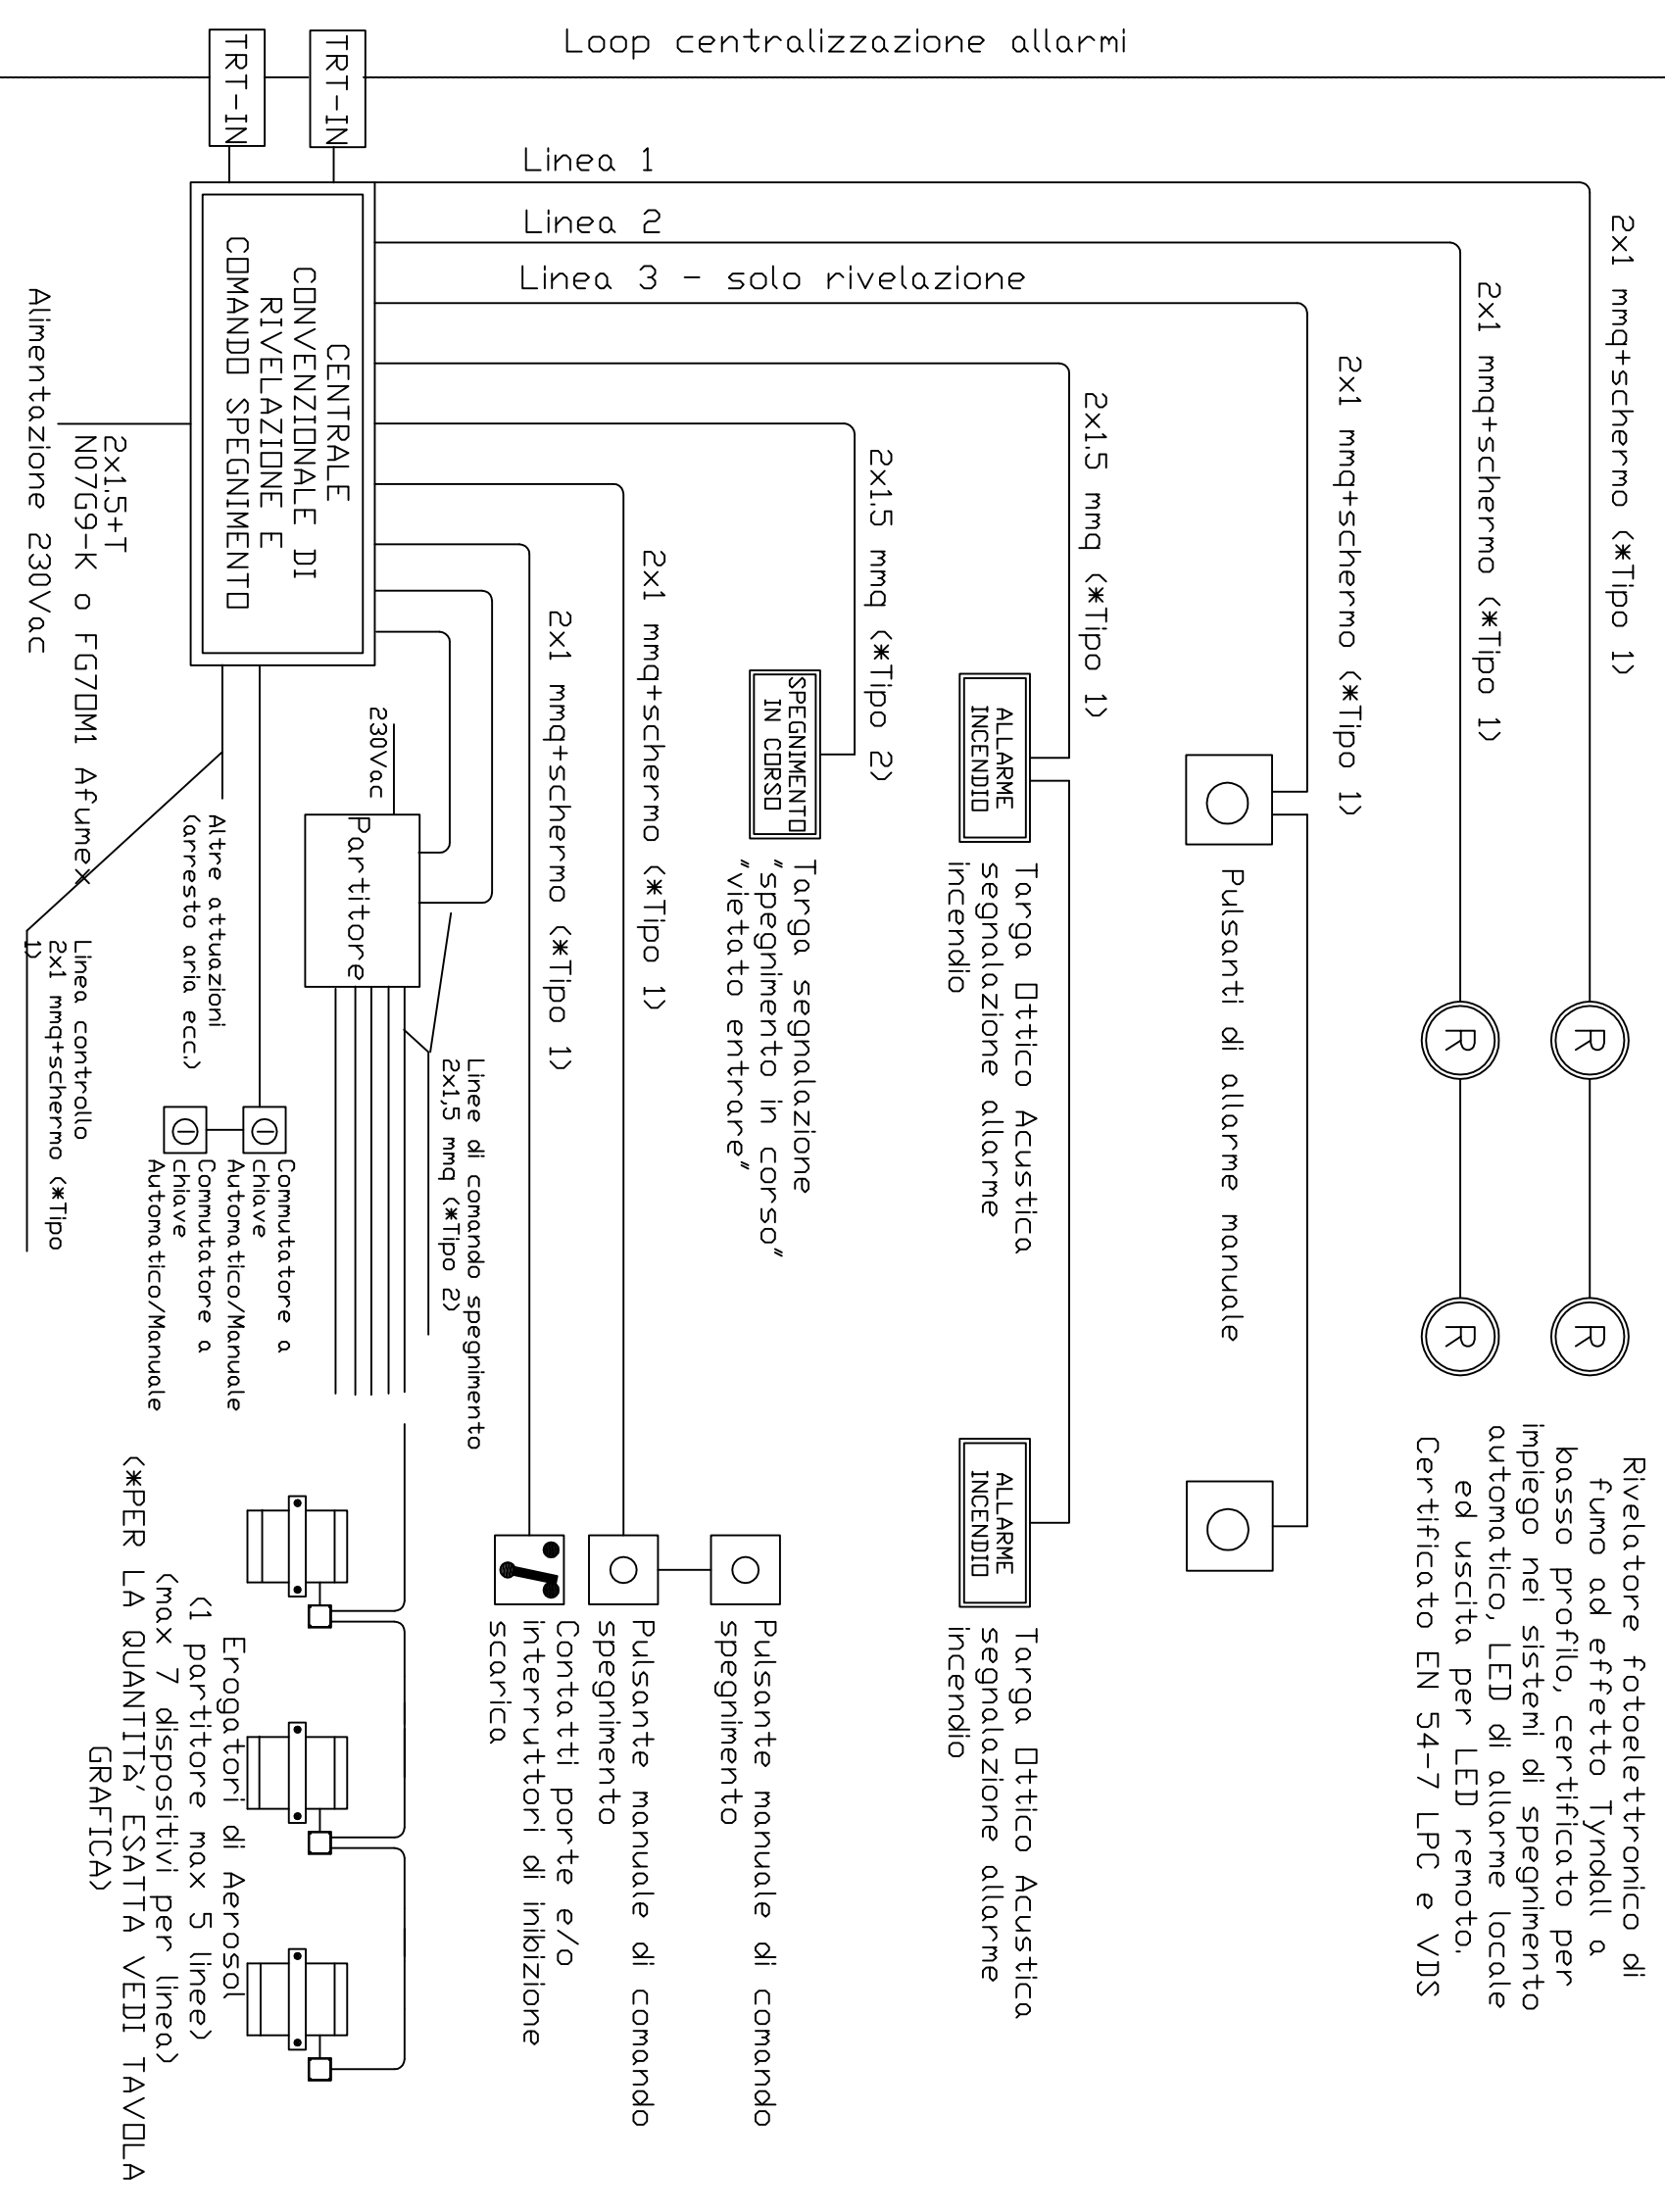 Loop centralizzazione allarmi
TRT-IN
TRT-IN
Linea 1
Linea 2
Linea 3 - solo rivelazione
2x1 mmq+schermo (*Tipo 1)
2x1 mmq+schermo (*Tipo 1)
2x1 mmq+schermo (*Tipo 1)
2x1.5 mmq (*Tipo 1)
2x1.5 mmq (*Tipo 2)
2x1 mmq+schermo (*Tipo 1)
2x1 mmq+schermo (*Tipo 1)
CENTRALE
CONVENZIONALE DI
RIVELAZIONE E
COMANDO SPEGNIMENTO
2x1.5+T
N07G9-K o FG7OM1 Afumex
Alimentazione 230Vac
R
R
R
R
Rivelatore fotoelettronico di
fumo ad effetto Tyndall a
basso profilo, certificato per
impiego nei sistemi di spegnimento
automatico, LED di allarme locale
ed uscita per LED remoto.
Certificato EN 54-7 LPC e VDS
Pulsanti di allarme manuale
ALLARME
INCENDIO
Targa Ottico Acustica
segnalazione allarme
incendio
ALLARME
INCENDIO
Targa Ottico Acustica
segnalazione allarme
incendio
SPEGNIMENTO
IN CORSO
Targa segnalazione
"spegnimento in corso"
"vietato entrare"
Pulsante manuale di comando
spegnimento
Pulsante manuale di comando
spegnimento
Contatti porte e/o
interruttori di inibizione
scarica
230Vac
Partitore
Linee di comando spegnimento
2x1,5 mmq (*Tipo 2)
Altre attuazioni
(arresto aria ecc.)
Commutatore a
chiave
Automatico/Manuale
Commutatore a
chiave
Automatico/Manuale
Linea controllo
2x1 mmq+schermo (*Tipo
1)
Erogatori di Aerosol
(1 partitore max 5 linee)
(max 7 dispositivi per linea)
(*PER LA QUANTITÀ' ESATTA VEDI TAVOLA
GRAFICA)